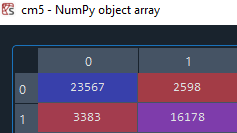 cm5 - NumPy object array
0 1
0 23567 2598
1 3383 16178